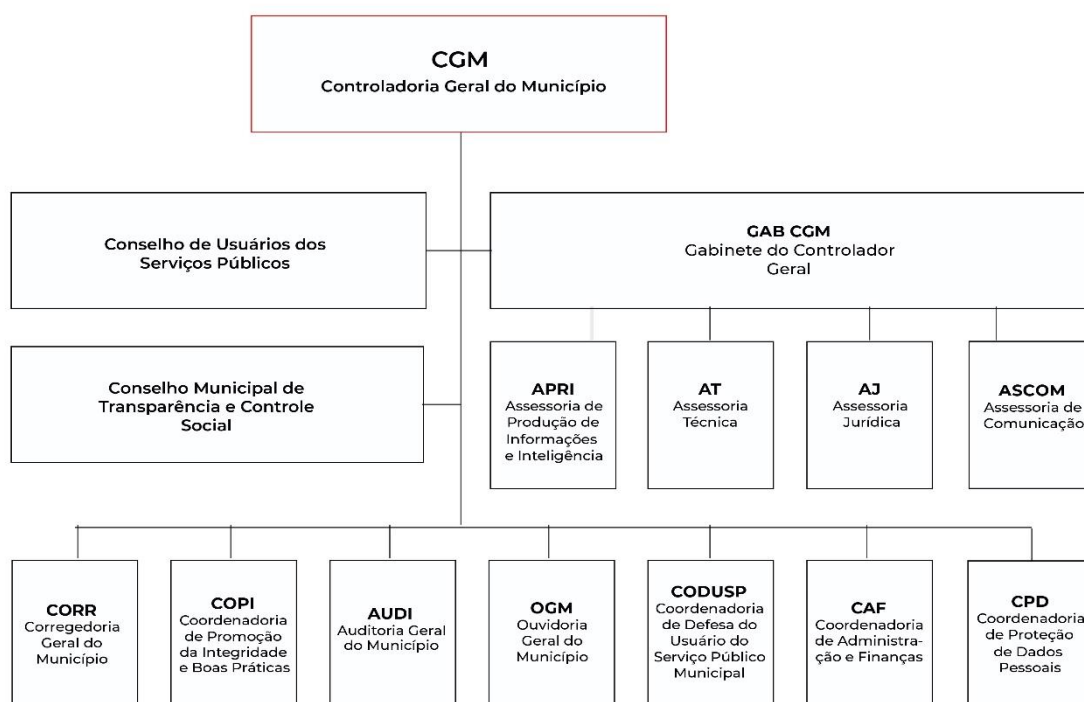 CGM
Controladoria Geral do Município
Conselho de Usuários dos
Serviços Públicos
GAB CGM
Gabinete do Controlador
Geral
Conselho Municipal de
Transparência e Controle
Social
APRI
Assessoria de
Produção de
Informações
e Inteligência
AT
Assessoria
Técnica
AJ
Assessoria
Jurídica
ASCOM
Assessoria de
Comunicação
CORR
Corregedoria
Geral do
Município
COPI
Coordenadoria
de Promoção
da Integridade
e Boas Práticas
AUDI
Auditoria Geral
do Município
OGM
Ouvidoria
Geral do
Município
CODUSP
Coordenadoria
de Defesa do
Usuário do
Serviço Público
Municipal
CAF
Coordenadoria
de Administra-
ção e Finanças
CPD
Coordenadoria
de Proteção
de Dados
Pessoais